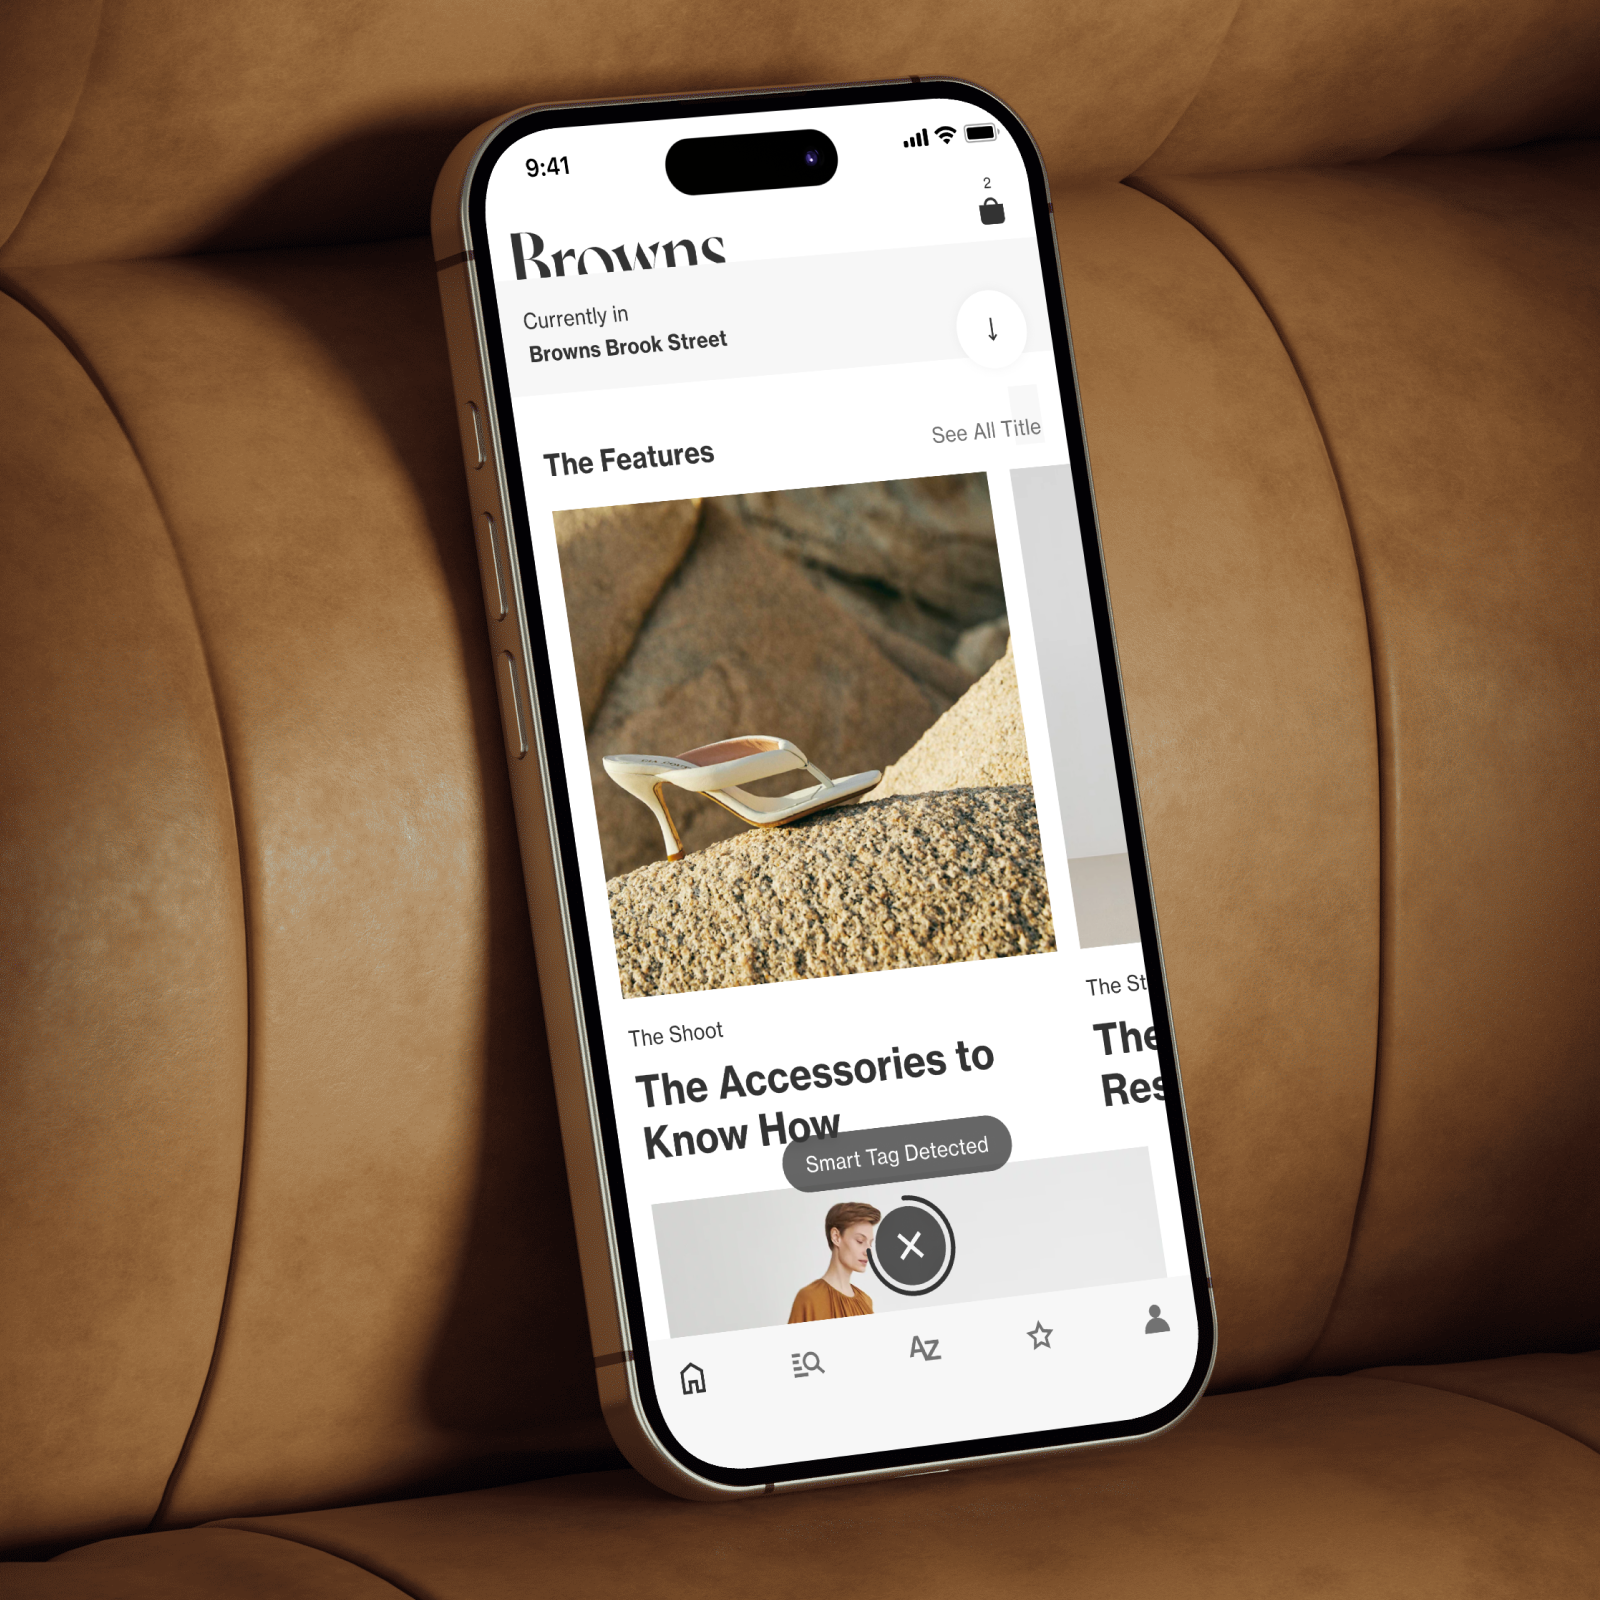 9:41
2
Browns
Currently in
Browns Brook Street
The Features
See All Title
The Shoot
The Accessories to
Know How
The St
The
Res
Smart Tag Detected
AZ